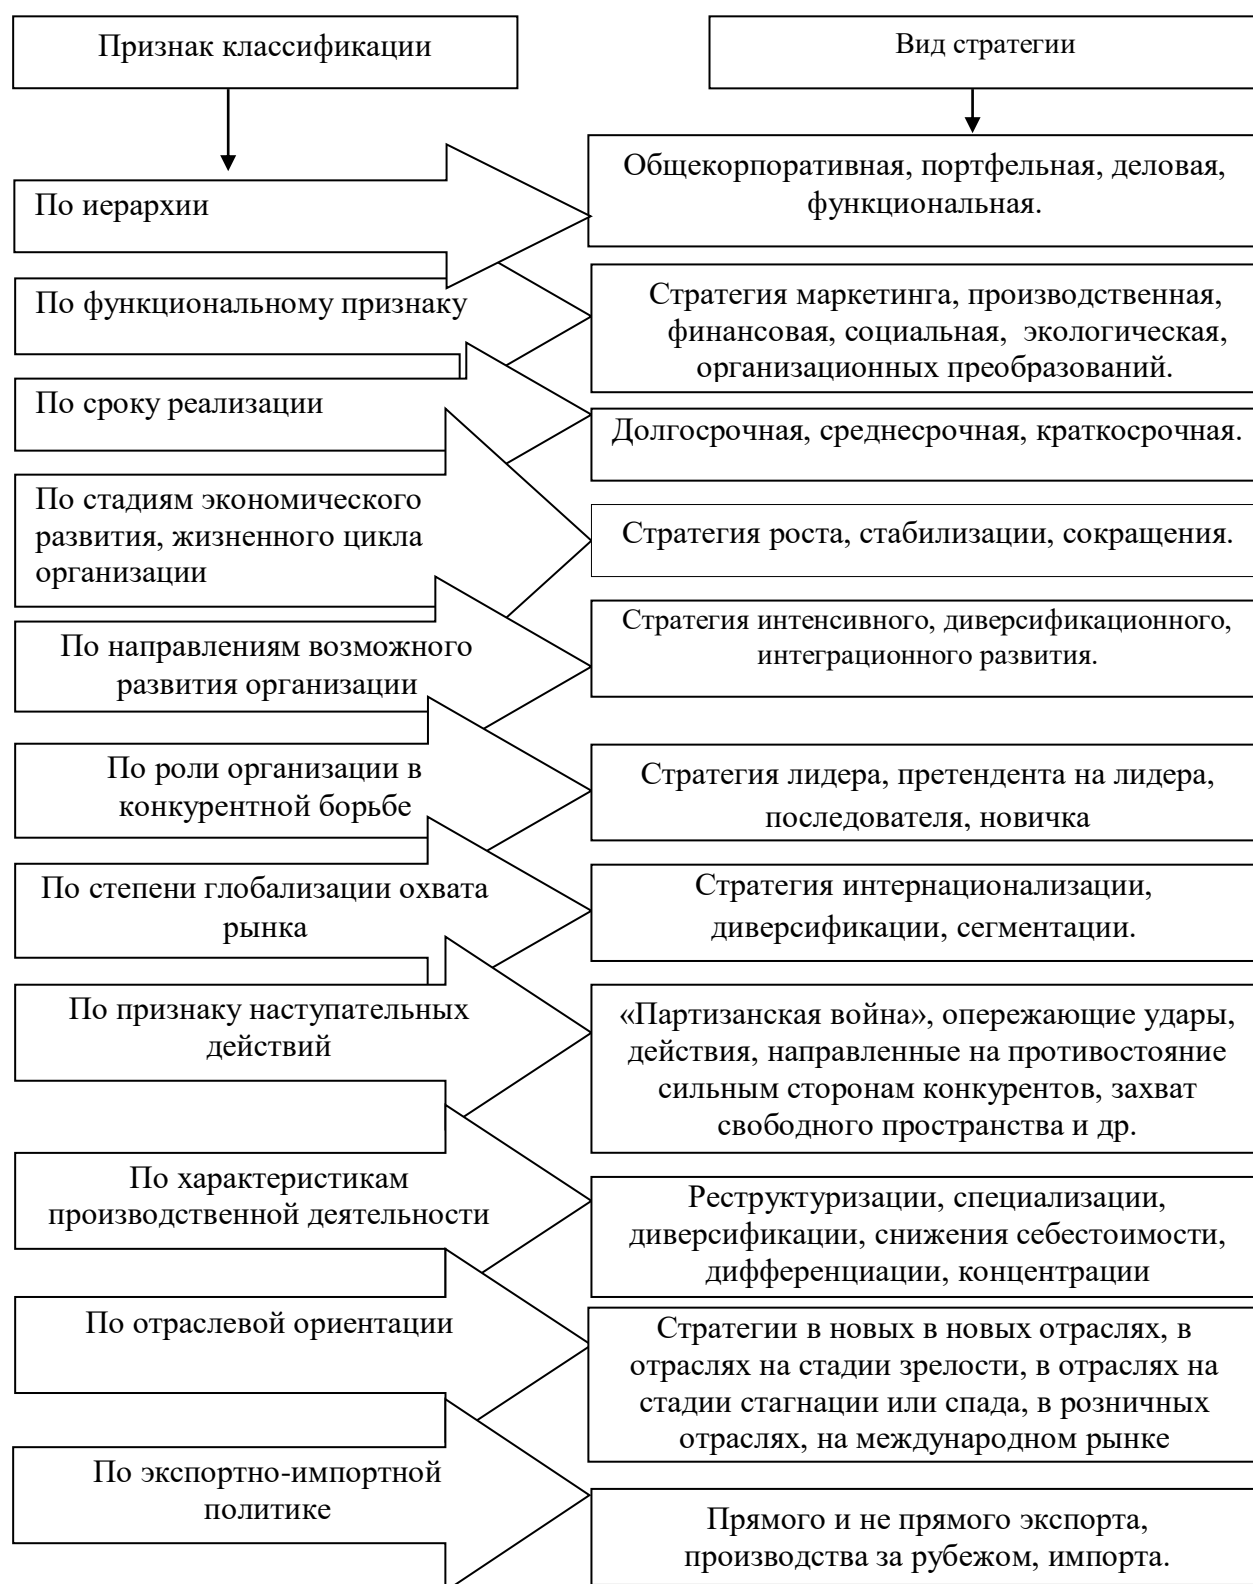 Признак классификации
Вид стратегии
По иерархии
Общекорпоративная, портфельная, деловая,
функциональная.
По функциональному признаку
Стратегия маркетинга, производственная,
финансовая, социальная, экологическая,
организационных преобразований.
По сроку реализации
Долгосрочная, среднесрочная, краткосрочная.
По стадиям экономического
развития, жизненного цикла
организации
Стратегия роста, стабилизации, сокращения.
По направлениям возможного
развития организации
Стратегия интенсивного, диверсификационного,
интеграционного развития.
По роли организации в
конкурентной борьбе
Стратегия лидера, претендента на лидера,
последователя, новичка
По степени глобализации охвата
рынка
Стратегия интернационализации,
диверсификации, сегментации.
По признаку наступательных
действий
«Партизанская война», опережающие удары,
действия, направленные на противостояние
сильным сторонам конкурентов, захват
свободного пространства и др.
По характеристикам
производственной деятельности
Реструктуризации, специализации,
диверсификации, снижения себестоимости,
дифференциации, концентрации
По отраслевой ориентации
Стратегии в новых в новых отраслях, в
отраслях на стадии зрелости, в отраслях на
стадии стагнации или спада, в розничных
отраслях, на международном рынке
По экспортно-импортной
политике
Прямого и не прямого экспорта,
производства за рубежом, импорта.